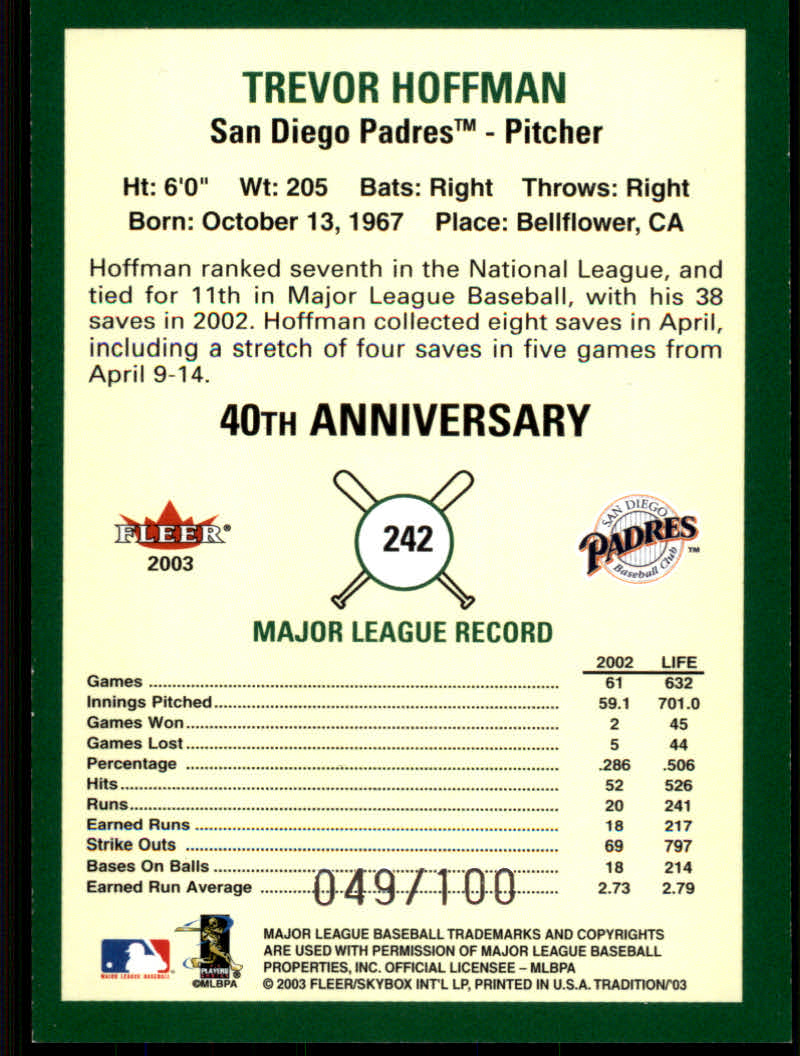 TREVOR HOFFMAN
San Diego Padres™ - Pitcher
Ht: 6'0" Wt: 205 Bats: Right Throws: Right
Born: October 13, 1967 Place: Bellflower, CA
Hoffman ranked seventh in the National League, and
tied for 11th in Major League Baseball, with his 38
saves in 2002. Hoffman collected eight saves in April,
including a stretch of four saves in five games from
April 9-14.
40TH ANNIVERSARY
FLEER®
2003
242
SAN DIEGO
PADRES™
Baseball Club
MAJOR LEAGUE RECORD
2002 LIFE
Games 61 632
Innings Pitched 59.1 701.0
Games Won 2 45
Games Lost 5 44
Percentage .286 .506
Hits 52 526
Runs 20 241
Earned Runs 18 217
Strike Outs 69 797
Bases On Balls 18 214
Earned Run Average 2.73 2.79
049/100
MAJOR LEAGUE BASEBALL
PLAYERS
©MLBPA
MAJOR LEAGUE BASEBALL TRADEMARKS AND COPYRIGHTS
ARE USED WITH PERMISSION OF MAJOR LEAGUE BASEBALL
PROPERTIES, INC. OFFICIAL LICENSEE – MLBPA
© 2003 FLEER/SKYBOX INT'L LP, PRINTED IN U.S.A. TRADITION/'03